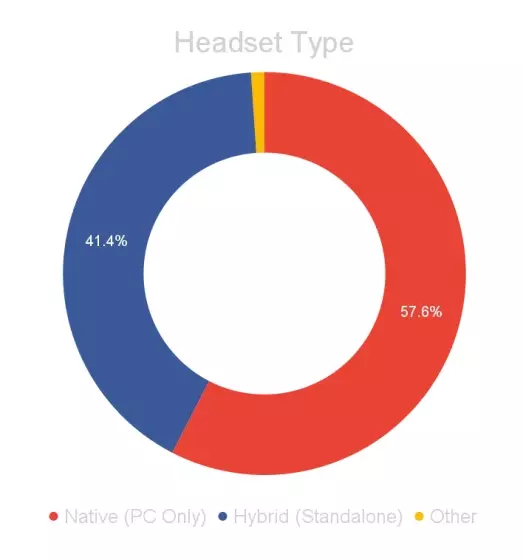 Headset Type
41.4%
57.6%
Native (PC Only) Hybrid (Standalone) Other